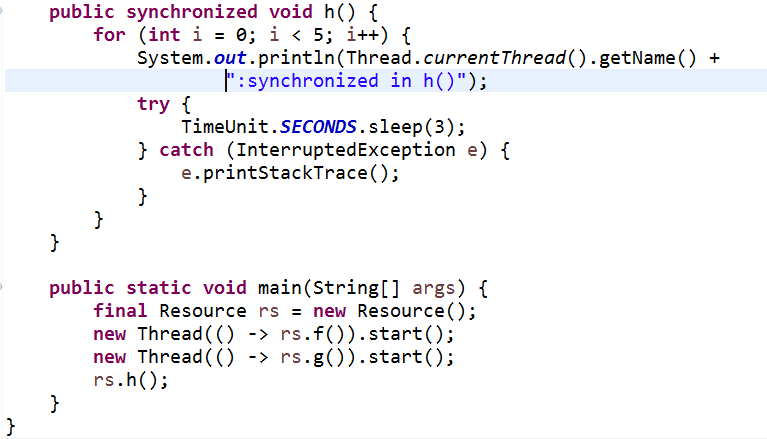 public synchronized void h() {
for (int i = 0; i < 5; i++) {
System.out.println(Thread.currentThread().getName() +
":synchronized in h()");
try {
TimeUnit.SECONDS.sleep(3);
} catch (InterruptedException e) {
e.printStackTrace();
}
}
}
public static void main(String[] args) {
final Resource rs = new Resource();
new Thread(() -> rs.f()).start();
new Thread(() -> rs.g()).start();
rs.h();
}
}